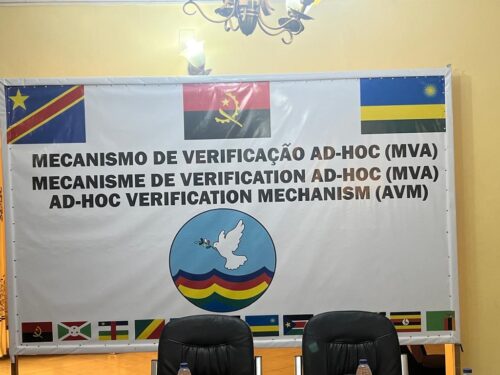 MECANISMO DE VERIFICAÇÃO AD-HOC (MVA)
MECANISME DE VERIFICATION AD-HOC (MVA)
AD-HOC VERIFICATION MECHANISM (AVM)